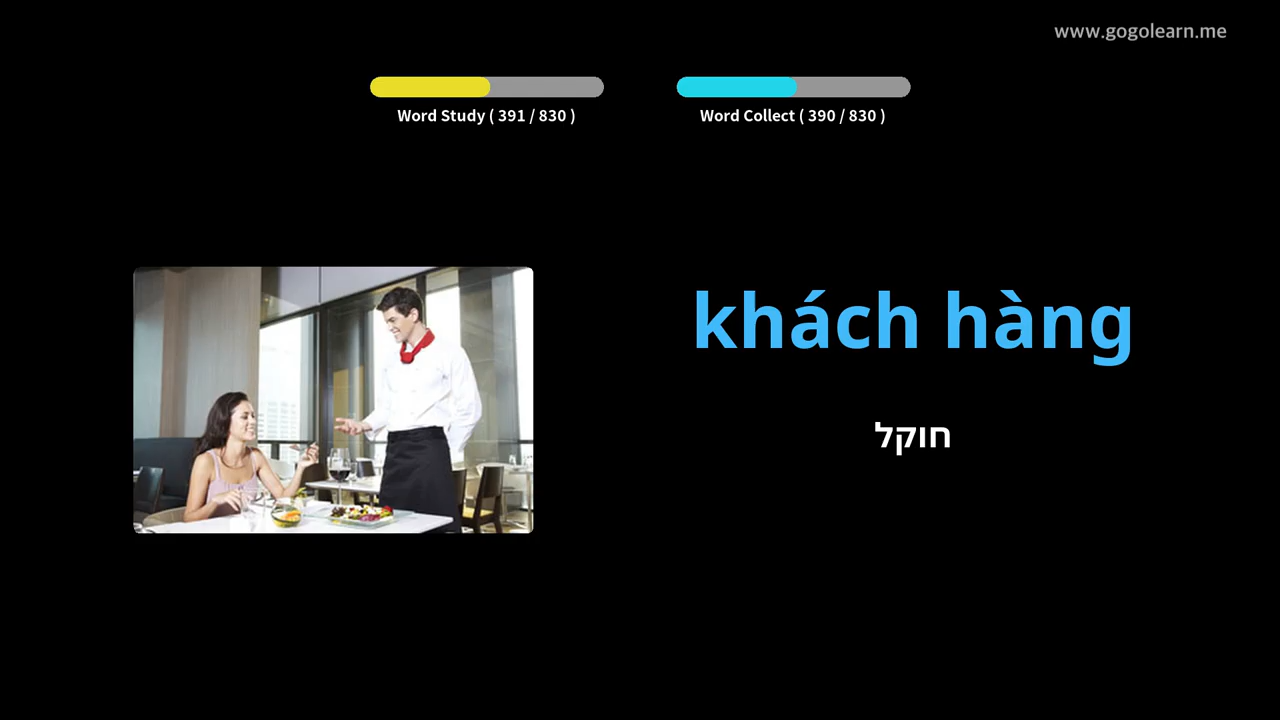 www.gogolearn.me
Word Study ( 391 / 830 )
Word Collect ( 390 / 830 )
khách hàng
חוקל